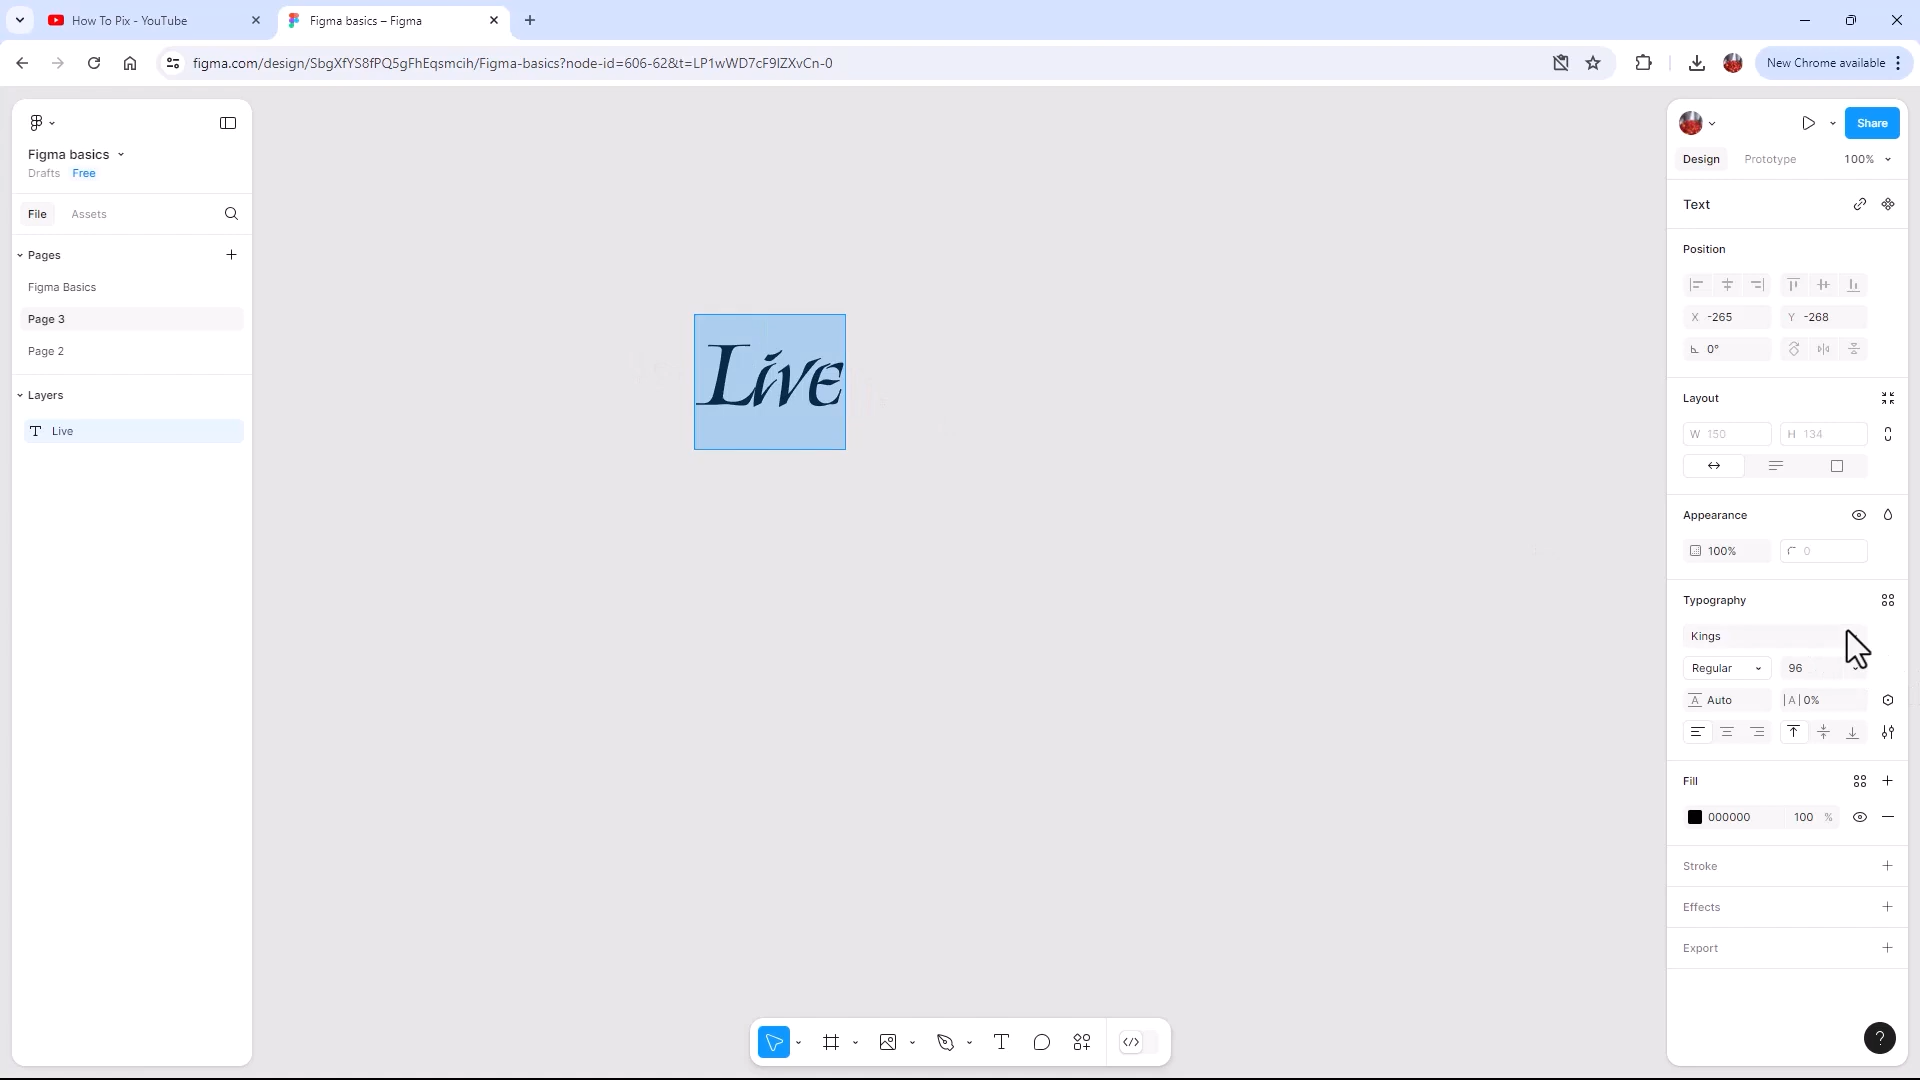 How To Pix - YouTube
Figma basics – Figma
figma.com/design/SbgXfYS8fPQ5gFhEqsmcih/Figma-basics?node-id=606-62&t=LP1wWD7cF9IZXvCn-0
New Chrome available
Figma basics
Drafts Free
File Assets
Pages
Figma Basics
Page 3
Page 2
Layers
Live
Live
Share
Design Prototype 100%
Text
Position
X -265 Y -268
0°
Layout
W 150 H 134
Appearance
100% 0
Typography
Kings
Regular 96
A Auto |A| 0%
Fill
000000 100 %
Stroke
Effects
Export
?